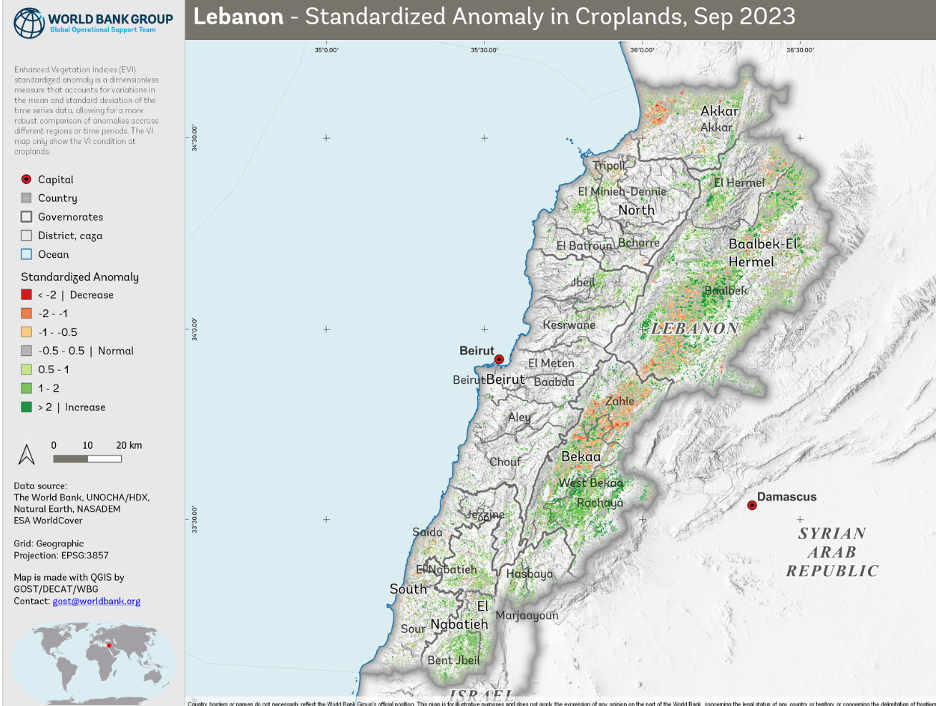 WORLD BANK GROUP
Global Operational Support Team
Lebanon - Standardized Anomaly in Croplands, Sep 2023
Enhanced Vegetation Indices (EVI)
standardized anomaly is a dimensionless
measure that accounts for variations in
the mean and standard deviation of the
time series data, allowing for a more
robust comparison of anomalies accross
different regions or time periods. The VI
map only show the VI condition at
croplands.
Capital
Country
Governorates
District, caza
Ocean
Standardized Anomaly
< -2 | Decrease
-2 - -1
-1 - -0.5
-0.5 - 0.5 | Normal
0.5 - 1
1 - 2
> 2 | Increase
0 10 20 km
Data source:
The World Bank, UNOCHA/HDX,
Natural Earth, NASADEM
ESA WorldCover
Grid: Geographic
Projection: EPSG:3857
Map is made with QGIS by
GOST/DECAT/WBG
Contact: gost@worldbank.org
35°0.00' 35°30.00' 36°0.00' 36°30.00'
34°30.00'
34°0.00'
33°30.00'
Akkar
Akkar
Tripoli
El Minieh-Dennie
El Hermel
North
El Batroun
Bcharre
Baalbek-El
Hermel
Jbeil
Baalbek
Kesrwane
LEBANON
Beirut
El Meten
Beirut
Beirut
Baabda
Zahle
Aley
Bekaa
Chouf
West Bekaa
Rachaya
Damascus
Jezzine
Saida
SYRIAN
ARAB
REPUBLIC
El Nabatieh
Hasbaya
South
El
Nabatieh
Marjaayoun
Sour
Bent Jbeil
ISRAEL
Country borders or names do not necessarily reflect the World Bank Group's official position. This map is for illustrative purposes and does not imply the expression of any opinion on the part of the World Bank, concerning the legal status of any country or territory or concerning the delimitation of frontiers